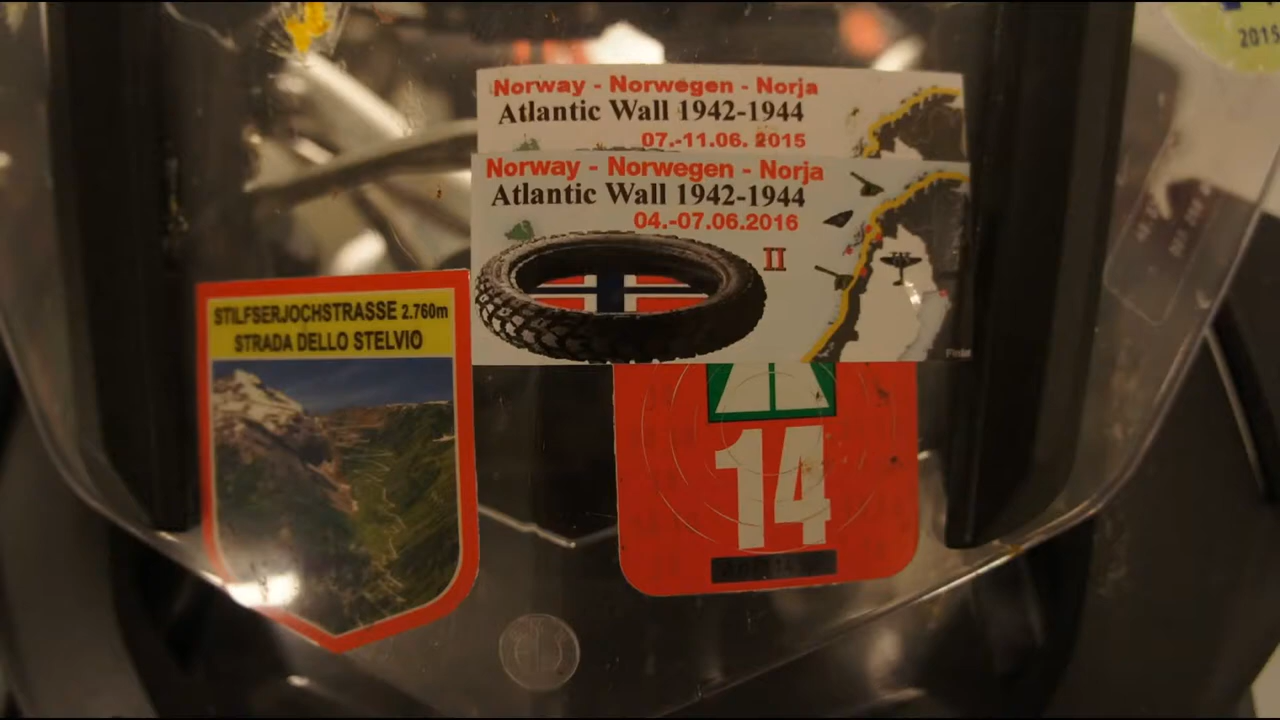 2015
Norway - Norwegen - Norja
Atlantic Wall 1942-1944
07.-11.06. 2015
Norway - Norwegen - Norja
Atlantic Wall 1942-1944
04.-07.06.2016
II
STILFSERJOCHSTRASSE 2.760m
STRADA DELLO STELVIO
14